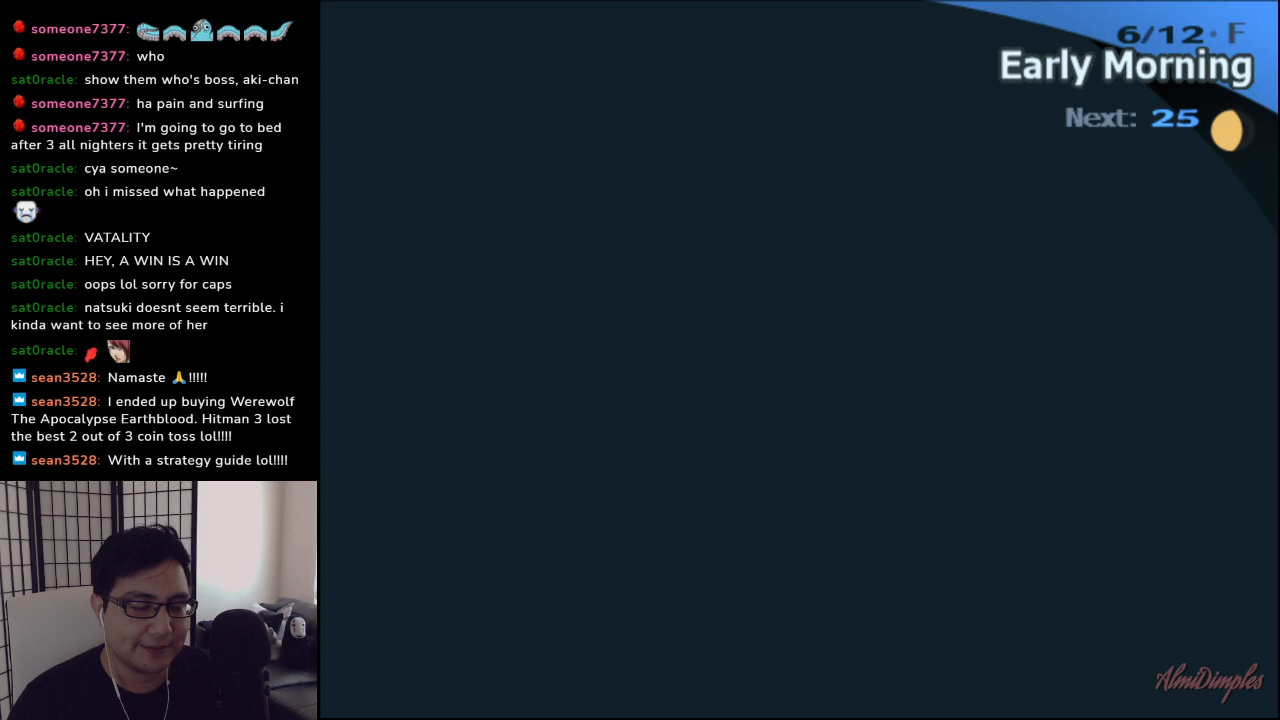 someone7377:
someone7377: who
sat0racle: show them who's boss, aki-chan
someone7377: ha pain and surfing
someone7377: I'm going to go to bed
after 3 all nighters it gets pretty tiring
sat0racle: cya someone~
sat0racle: oh i missed what happened
sat0racle: VATALITY
sat0racle: HEY, A WIN IS A WIN
sat0racle: oops lol sorry for caps
sat0racle: natsuki doesnt seem terrible. i
kinda want to see more of her
sat0racle:
sean3528: Namaste 🙏!!!!!
sean3528: I ended up buying Werewolf
The Apocalypse Earthblood. Hitman 3 lost
the best 2 out of 3 coin toss lol!!!!
sean3528: With a strategy guide lol!!!!
6/12 · F
Early Morning
Next: 25
AlmiDimples